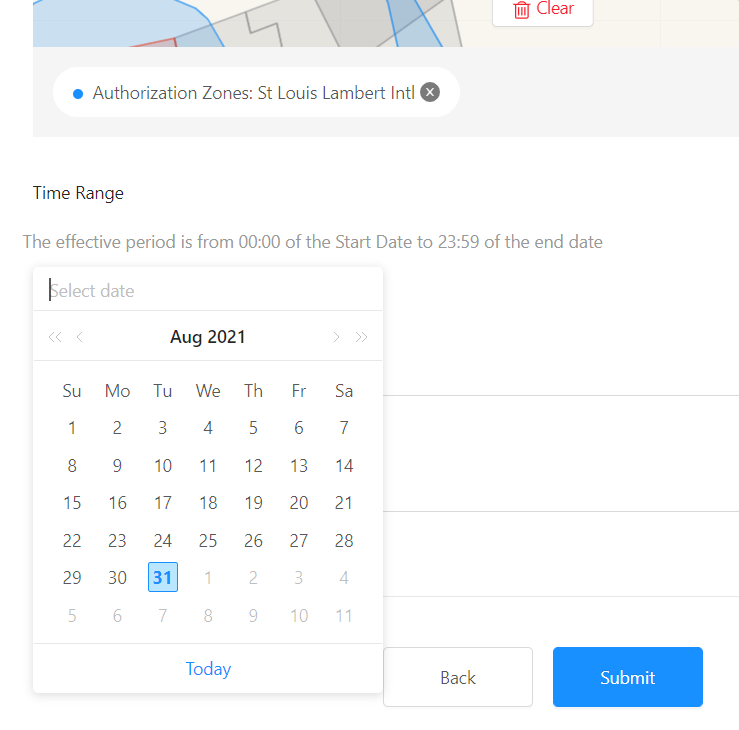 Clear
Authorization Zones: St Louis Lambert Intl
Time Range
The effective period is from 00:00 of the Start Date to 23:59 of the end date
Select date
Aug 2021
Su Mo Tu We Th Fr Sa
1 2 3 4 5 6 7
8 9 10 11 12 13 14
15 16 17 18 19 20 21
22 23 24 25 26 27 28
29 30 31 1 2 3 4
5 6 7 8 9 10 11
Today
Back
Submit